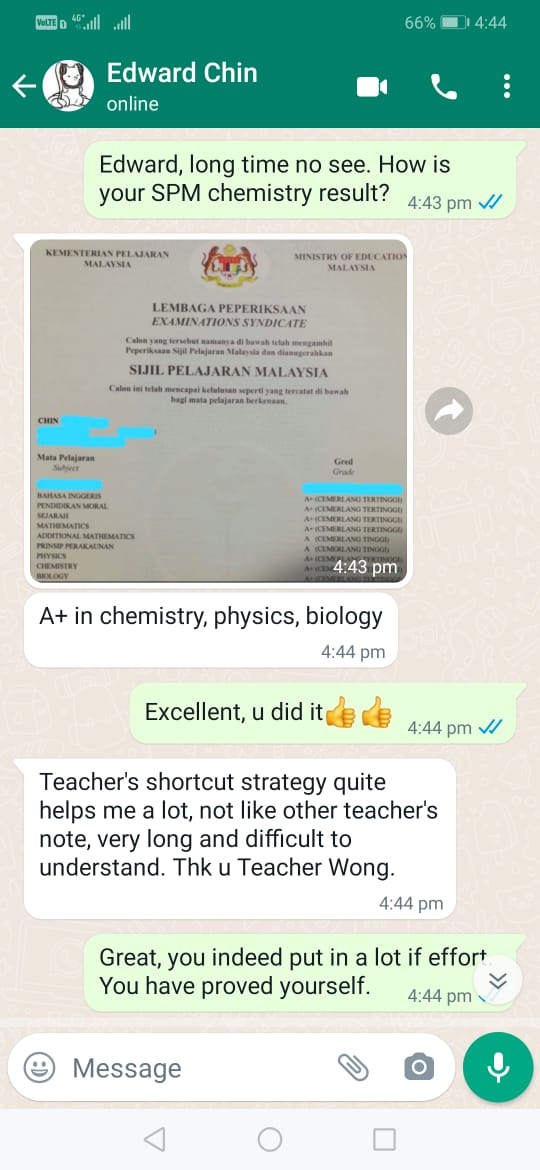 VoLTE D 4G+ 66% 4:44
Edward Chin
online
Edward, long time no see. How is
your SPM chemistry result? 4:43 pm
KEMENTERIAN PELAJARAN
MALAYSIA
MINISTRY OF EDUCATION
MALAYSIA
LEMBAGA PEPERIKSAAN
EXAMINATIONS SYNDICATE
Calon yang tersebut namanya di bawah telah mengambil
Peperiksaan Sijil Pelajaran Malaysia dan dianugerahkan
SIJIL PELAJARAN MALAYSIA
Calon ini telah mencapai kelulusan seperti yang tercatat di bawah
bagi mata pelajaran berkenaan.
CHIN
Mata Pelajaran Gred
Subject Grade
BAHASA INGGERIS A+ (CEMERLANG TERTINGGI)
PENDIDIKAN MORAL A+ (CEMERLANG TERTINGGI)
SEJARAH A+ (CEMERLANG TERTINGGI)
MATHEMATICS A+ (CEMERLANG TERTINGGI)
ADDITIONAL MATHEMATICS A (CEMERLANG TINGGI)
PRINSIP PERAKAUNAN A (CEMERLANG TINGGI)
PHYSICS A+ (CEMERLANG TERTINGGI)
CHEMISTRY
BIOLOGY
4:43 pm
A+ in chemistry, physics, biology
4:44 pm
Excellent, u did it👍👍 4:44 pm
Teacher's shortcut strategy quite
helps me a lot, not like other teacher's
note, very long and difficult to
understand. Thk u Teacher Wong.
4:44 pm
Great, you indeed put in a lot if effort.
You have proved yourself. 4:44 pm
Message